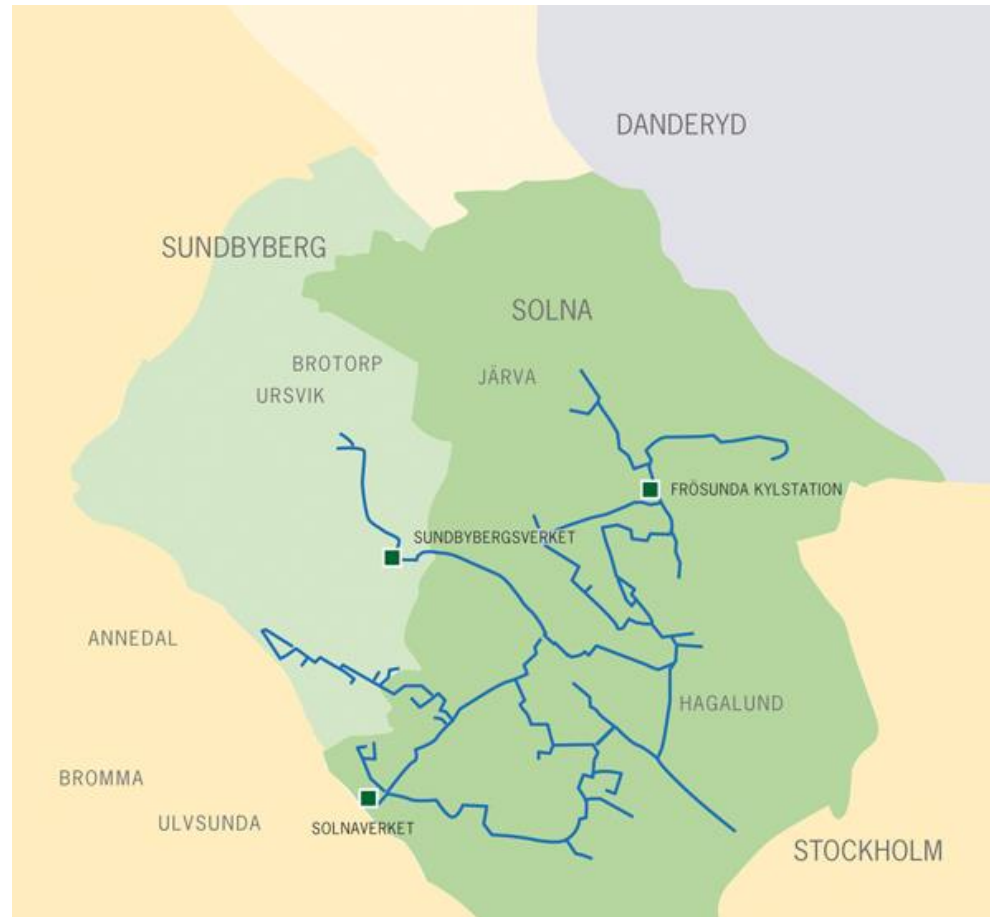 DANDERYD
SUNDBYBERG
SOLNA
BROTORP
JÄRVA
URSVIK
FRÖSUNDA KYLSTATION
SUNDBYBERGSVERKET
ANNEDAL
HAGALUND
BROMMA
ULVSUNDA
SOLNAVERKET
STOCKHOLM